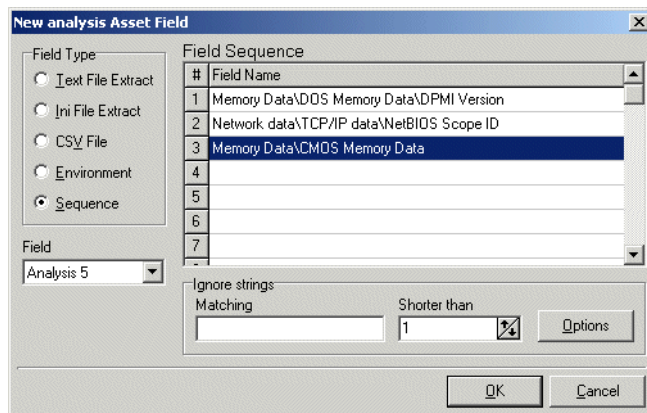 New analysis Asset Field
Field Type
Text File Extract
Ini File Extract
CSV File
Environment
Sequence
Field
Analysis 5
Field Sequence
# Field Name
1 Memory Data\DOS Memory Data\DPMI Version
2 Network data\TCP/IP data\NetBIOS Scope ID
3 Memory Data\CMOS Memory Data
4
5
6
7
Ignore strings
Matching Shorter than
1
Options
OK Cancel